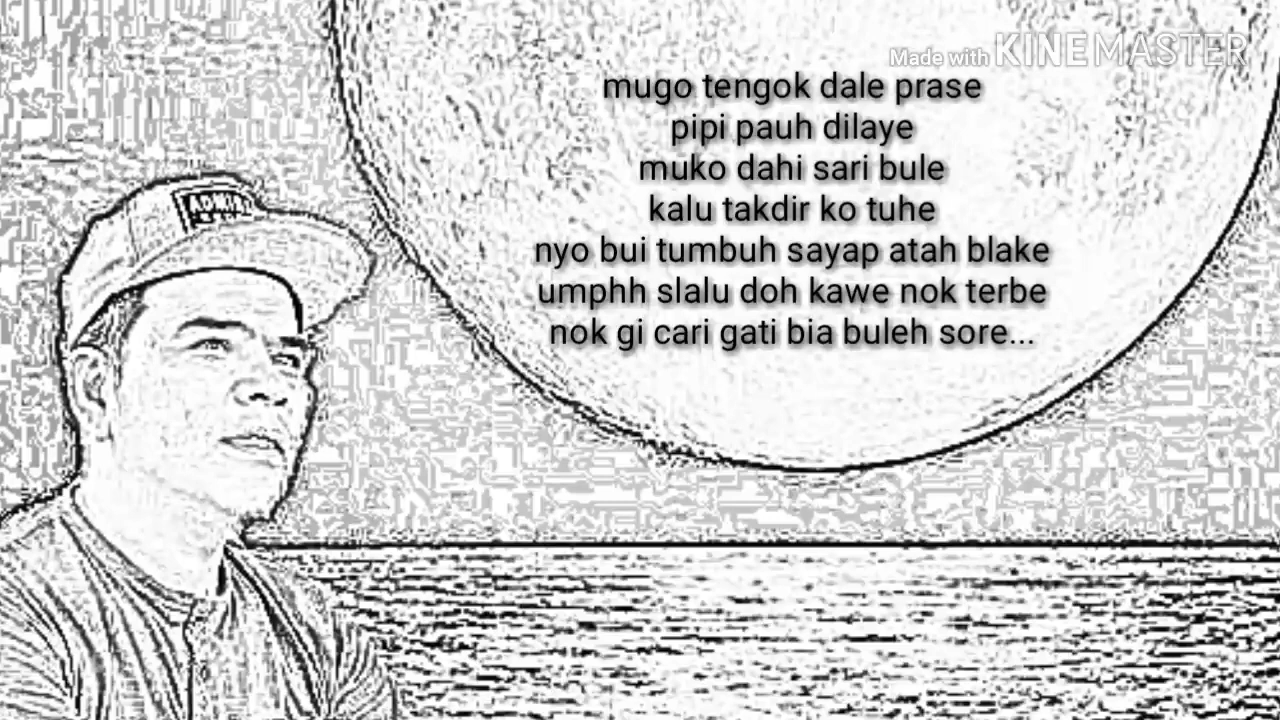 Made with KINEMASTER
mugo tengok dale prase
pipi pauh dilaye
muko dahi sari bule
kalu takdir ko tuhe
nyo bui tumbuh sayap atah blake
umphh slalu doh kawe nok terbe
nok gi cari gati bia buleh sore...